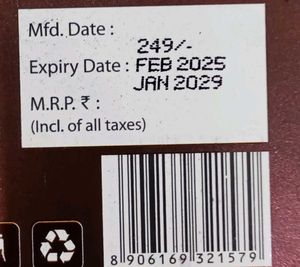 Mfd. Date :
249/-
Expiry Date : FEB 2025
JAN 2029
M.R.P. ₹ :
(Incl. of all taxes)
8 906169 321579